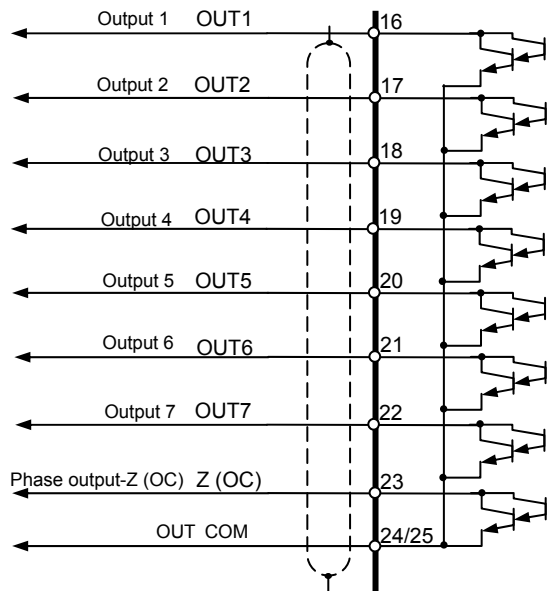 Output 1 OUT1 16
Output 2 OUT2 17
Output 3 OUT3 18
Output 4 OUT4 19
Output 5 OUT5 20
Output 6 OUT6 21
Output 7 OUT7 22
Phase output-Z (OC) Z (OC) 23
OUT COM 24/25